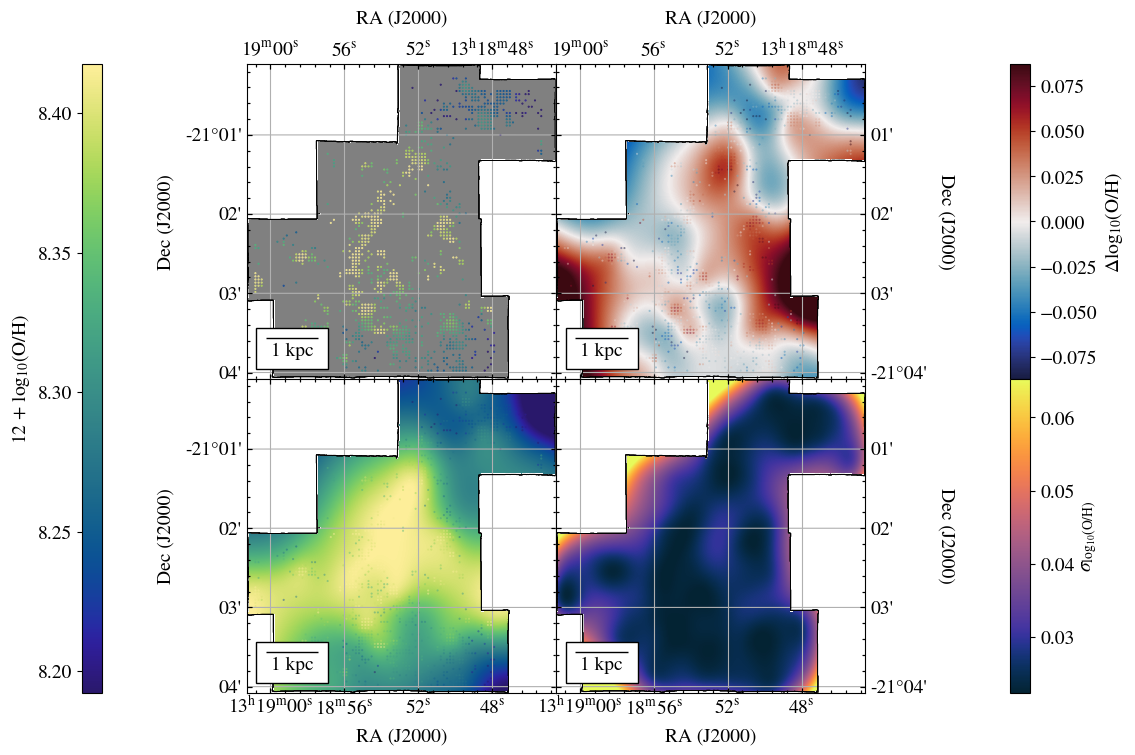 RA (J2000) RA (J2000)
19ᵐ00ˢ 56ˢ 52ˢ 13ʰ18ᵐ48ˢ 19ᵐ00ˢ 56ˢ 52ˢ 13ʰ18ᵐ48ˢ
8.40
8.35
8.30
8.25
8.20
12 + log₁₀(O/H)
-21°01'
02'
03'
04'
Dec (J2000)
1 kpc
01'
02'
03'
-21°04'
Dec (J2000)
1 kpc
0.075
0.050
0.025
0.000
−0.025
−0.050
−0.075
Δlog₁₀(O/H)
-21°01'
02'
03'
04'
Dec (J2000)
1 kpc
01'
02'
03'
-21°04'
Dec (J2000)
1 kpc
0.06
0.05
0.04
0.03
σlog₁₀(O/H)
13ʰ19ᵐ00ˢ 18ᵐ56ˢ 52ˢ 48ˢ 13ʰ19ᵐ00ˢ 18ᵐ56ˢ 52ˢ 48ˢ
RA (J2000) RA (J2000)